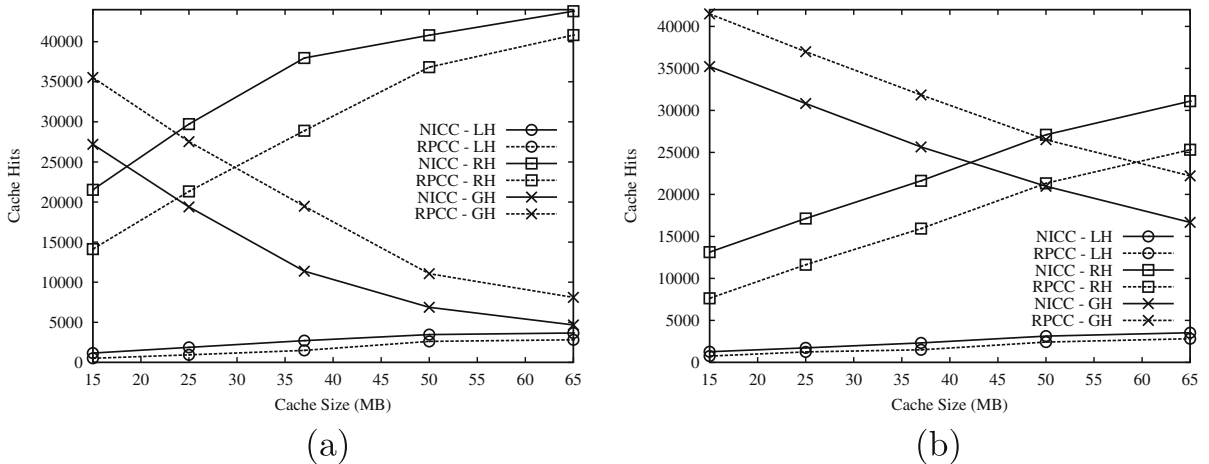 40000
35000
30000
25000
20000
15000
10000
5000
0
Cache Hits
NICC - LH
RPCC - LH
NICC - RH
RPCC - RH
NICC - GH
RPCC - GH
15 20 25 30 35 40 45 50 55 60 65
Cache Size (MB)
(a)
40000
35000
30000
25000
20000
15000
10000
5000
0
Cache Hits
NICC - LH
RPCC - LH
NICC - RH
RPCC - RH
NICC - GH
RPCC - GH
15 20 25 30 35 40 45 50 55 60 65
Cache Size (MB)
(b)